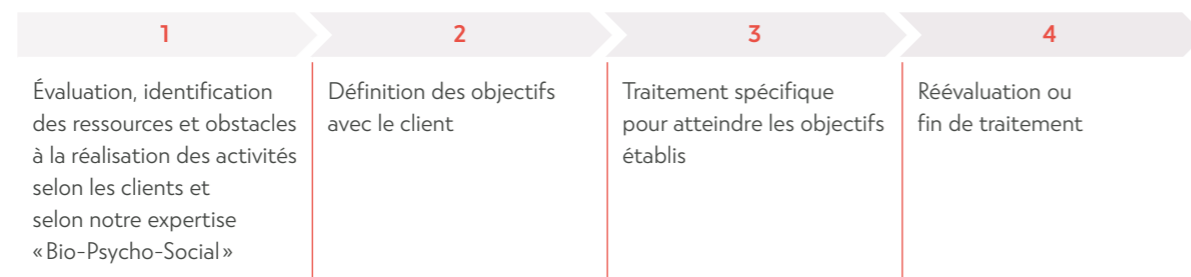 1
Évaluation, identification
des ressources et obstacles
à la réalisation des activités
selon les clients et
selon notre expertise
«Bio-Psycho-Social»
2
Définition des objectifs
avec le client
3
Traitement spécifique
pour atteindre les objectifs
établis
4
Réévaluation ou
fin de traitement